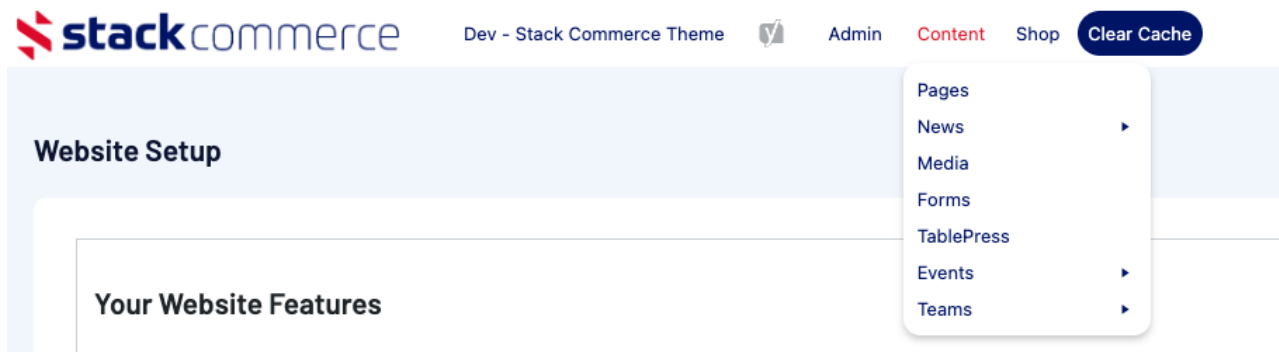 stackcommerce
Dev - Stack Commerce Theme
Admin
Content
Shop
Clear Cache
Pages
News
Media
Forms
TablePress
Events
Teams
Website Setup
Your Website Features